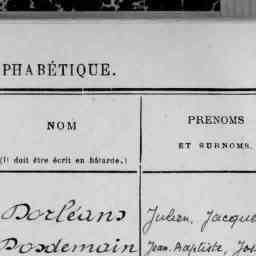 PHABÉTIQUE.
NOM
PRENOMS
ET SURNOMS.
(Il doit être écrit en bâtarde.)
Dorléans Julien, Jacque
Dosdemain Jean-Baptiste, Jos